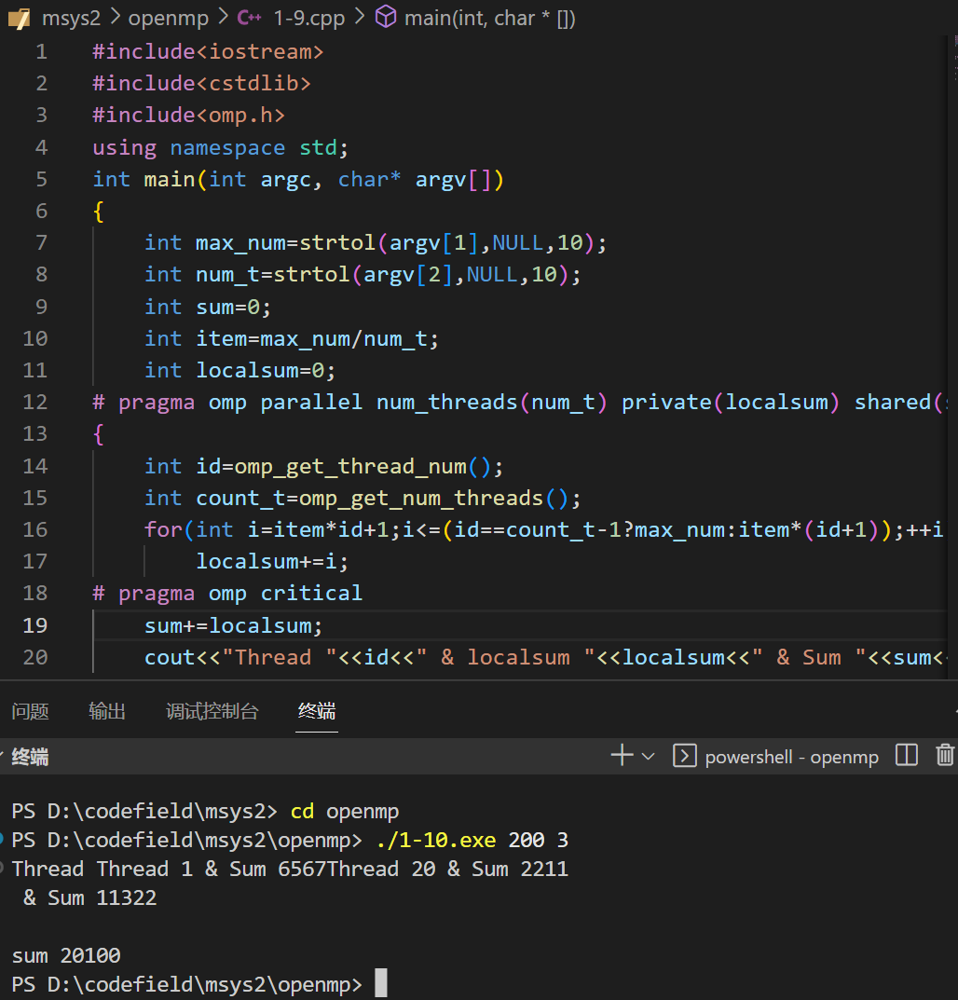 msys2 > openmp > C++ 1-9.cpp > main(int, char * [])
1 #include<iostream>
2 #include<cstdlib>
3 #include<omp.h>
4 using namespace std;
5 int main(int argc, char* argv[])
6 {
7 int max_num=strtol(argv[1],NULL,10);
8 int num_t=strtol(argv[2],NULL,10);
9 int sum=0;
10 int item=max_num/num_t;
11 int localsum=0;
12 # pragma omp parallel num_threads(num_t) private(localsum) shared(
13 {
14 int id=omp_get_thread_num();
15 int count_t=omp_get_num_threads();
16 for(int i=item*id+1;i<=(id==count_t-1?max_num:item*(id+1));++i
17 localsum+=i;
18 # pragma omp critical
19 sum+=localsum;
20 cout<<"Thread "<<id<<" & localsum "<<localsum<<" & Sum "<<sum<
问题 输出 调试控制台 终端
终端 powershell - openmp
PS D:\codefield\msys2> cd openmp
PS D:\codefield\msys2\openmp> ./1-10.exe 200 3
Thread Thread 1 & Sum 6567Thread 20 & Sum 2211
& Sum 11322
sum 20100
PS D:\codefield\msys2\openmp>